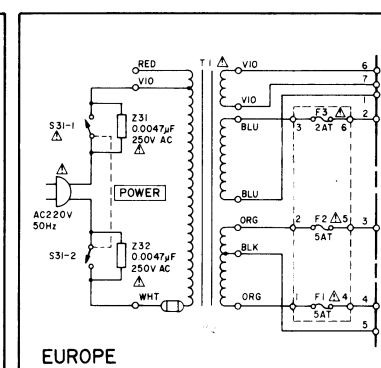 RED
T1
VIO
6
VIO
7
1
VIO
S31-1
Z31
0.0047µF
250V AC
F3
2
3
2AT
6
BLU
POWER
BLU
AC220V
50Hz
ORG
2
F2
5
3
5AT
S31-2
Z32
0.0047µF
250V AC
BLK
WHT
ORG
1
F1
4
4
5AT
5
EUROPE